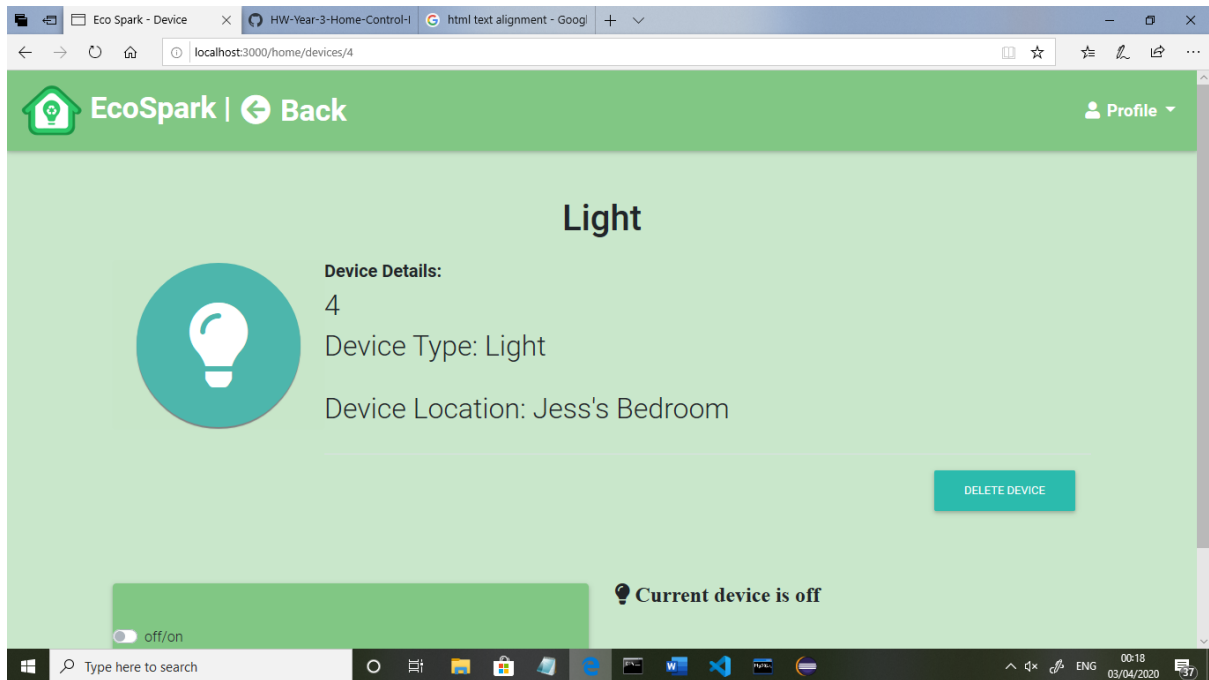 Eco Spark - Device
HW-Year-3-Home-Control-I
html text alignment - Googl
localhost:3000/home/devices/4
EcoSpark | Back
Profile
Light
Device Details:
4
Device Type: Light
Device Location: Jess's Bedroom
DELETE DEVICE
Current device is off
off/on
Type here to search
ENG
00:18
03/04/2020
37